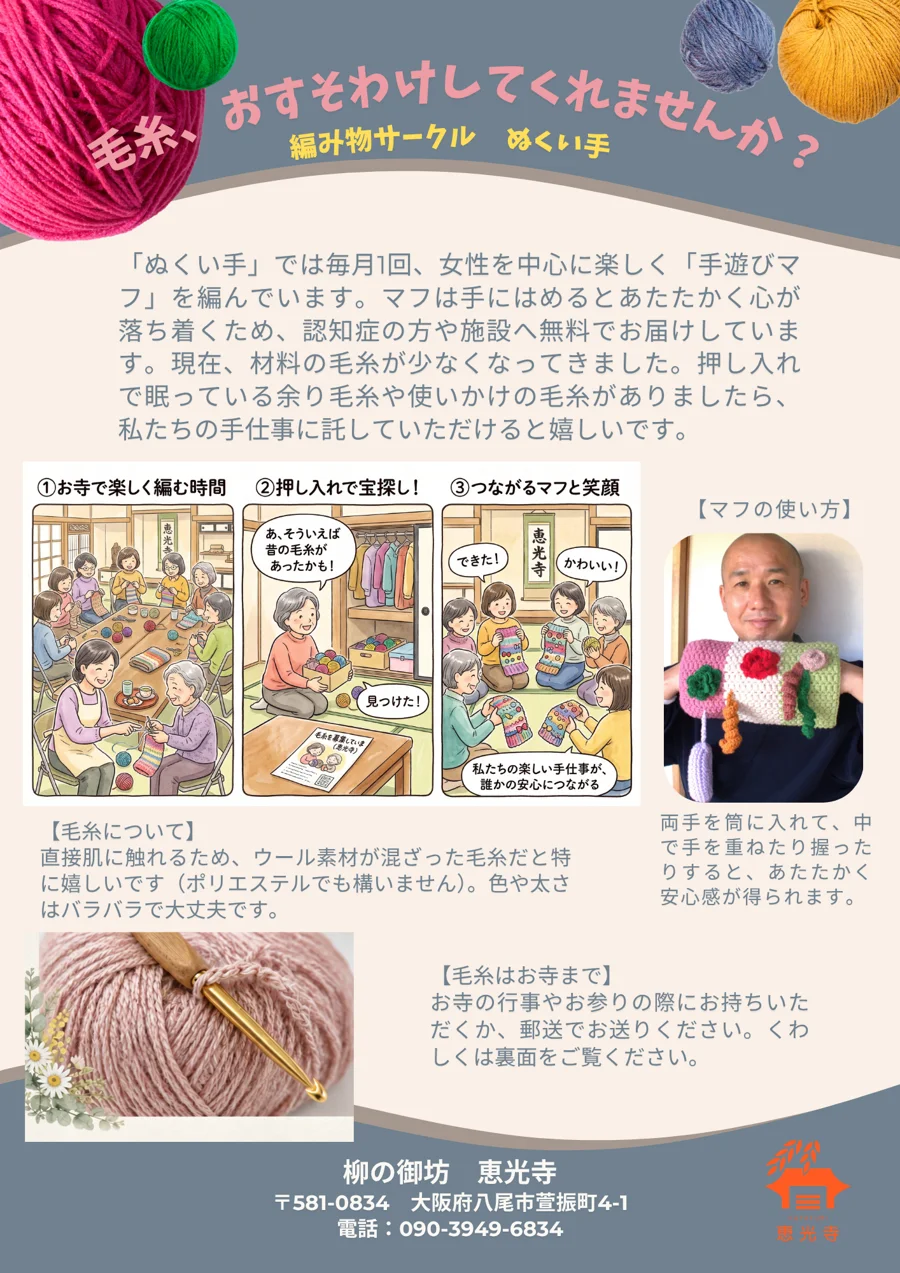 毛糸、おすそわけしてくれませんか？
編み物サークル　ぬくい手
「ぬくい手」では毎月1回、女性を中心に楽しく「手遊びマ
フ」を編んでいます。マフは手にはめるとあたたかく心が
落ち着くため、認知症の方や施設へ無料でお届けしていま
す。現在、材料の毛糸が少なくなってきました。押し入れ
で眠っている余り毛糸や使いかけの毛糸がありましたら、
私たちの手仕事に託していただけると嬉しいです。
①お寺で楽しく編む時間
恵光寺
②押し入れで宝探し！
あ、そういえば
昔の毛糸が
あったかも！
見つけた！
毛糸を募集していま
（恵光寺）
③つながるマフと笑顔
恵光寺
できた！
かわいい！
私たちの楽しい手仕事が、
誰かの安心につながる
【マフの使い方】
両手を筒に入れて、中
で手を重ねたり握った
りすると、あたたかく
安心感が得られます。
【毛糸について】
直接肌に触れるため、ウール素材が混ざった毛糸だと特
に嬉しいです（ポリエステルでも構いません）。色や太さ
はバラバラで大丈夫です。
【毛糸はお寺まで】
お寺の行事やお参りの際にお持ちいた
だくか、郵送でお送りください。くわ
しくは裏面をご覧ください。
柳の御坊　恵光寺
〒581-0834　大阪府八尾市萱振町4-1
電話：090-3949-6834
恵光寺